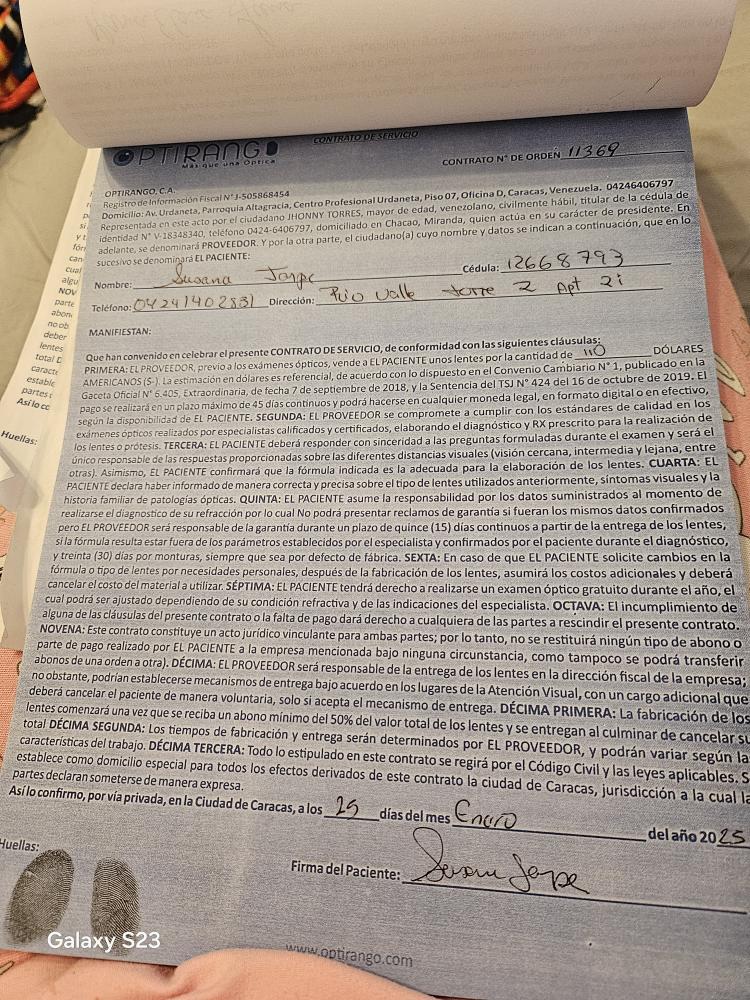 OPTIRANGO
Más que una Óptica
CONTRATO DE SERVICIO
CONTRATO N° DE ORDEN 11369
OPTIRANGO, C.A.
Registro de Información Fiscal N° J-505868454
Domicilio: Av. Urdaneta, Parroquia Altagracia, Centro Profesional Urdaneta, Piso 07, Oficina D, Caracas, Venezuela. 04246406797
Representada en este acto por el ciudadano JHONNY TORRES, mayor de edad, venezolano, civilmente hábil, titular de la cédula de
identidad N° V-18348340, teléfono 0424-6406797, domiciliado en Chacao, Miranda, quien actúa en su carácter de presidente. En
adelante, se denominará PROVEEDOR. Y por la otra parte, el ciudadano(a) cuyo nombre y datos se indican a continuación, que en lo
sucesivo se denominará EL PACIENTE:
Nombre: Susana Jaspe Cédula: 12668793
Teléfono: 04241402831 Dirección: Valle torre 2 Apt 2i
MANIFIESTAN:
Que han convenido en celebrar el presente CONTRATO DE SERVICIO, de conformidad con las siguientes cláusulas:
PRIMERA: EL PROVEEDOR, previo a los exámenes ópticos, vende a EL PACIENTE unos lentes por la cantidad de 110 DÓLARES
AMERICANOS ($-). La estimación en dólares es referencial, de acuerdo con lo dispuesto en el Convenio Cambiario N° 1, publicado en la
Gaceta Oficial N° 6.405, Extraordinaria, de fecha 7 de septiembre de 2018, y la Sentencia del TSJ N° 424 del 16 de octubre de 2019. El
pago se realizará en un plazo máximo de 45 días continuos y podrá hacerse en cualquier moneda legal, en formato digital o en efectivo,
según la disponibilidad de EL PACIENTE. SEGUNDA: EL PROVEEDOR se compromete a cumplir con los estándares de calidad en los
exámenes ópticos realizados por especialistas calificados y certificados, elaborando el diagnóstico y RX prescrito para la realización de
los lentes o prótesis. TERCERA: EL PACIENTE deberá responder con sinceridad a las preguntas formuladas durante el examen y será el
único responsable de las respuestas proporcionadas sobre las diferentes distancias visuales (visión cercana, intermedia y lejana, entre
otras). Asimismo, EL PACIENTE confirmará que la fórmula indicada es la adecuada para la elaboración de los lentes. CUARTA: EL
PACIENTE declara haber informado de manera correcta y precisa sobre el tipo de lentes utilizados anteriormente, síntomas visuales y la
historia familiar de patologías ópticas. QUINTA: EL PACIENTE asume la responsabilidad por los datos suministrados al momento de
realizarse el diagnostico de su refracción por lo cual No podrá presentar reclamos de garantía si fueran los mismos datos confirmados
pero EL PROVEEDOR será responsable de la garantía durante un plazo de quince (15) días continuos a partir de la entrega de los lentes,
si la fórmula resulta estar fuera de los parámetros establecidos por el especialista y confirmados por el paciente durante el diagnóstico,
y treinta (30) días por monturas, siempre que sea por defecto de fábrica. SEXTA: En caso de que EL PACIENTE solicite cambios en la
fórmula o tipo de lentes por necesidades personales, después de la fabricación de los lentes, asumirá los costos adicionales y deberá
cancelar el costo del material a utilizar. SÉPTIMA: EL PACIENTE tendrá derecho a realizarse un examen óptico gratuito durante el año, el
cual podrá ser ajustado dependiendo de su condición refractiva y de las indicaciones del especialista. OCTAVA: El incumplimiento de
alguna de las cláusulas del presente contrato o la falta de pago dará derecho a cualquiera de las partes a rescindir el presente contrato.
NOVENA: Este contrato constituye un acto jurídico vinculante para ambas partes; por lo tanto, no se restituirá ningún tipo de abono o
parte de pago realizado por EL PACIENTE a la empresa mencionada bajo ninguna circunstancia, como tampoco se podrá transferir
abonos de una orden a otra). DÉCIMA: EL PROVEEDOR será responsable de la entrega de los lentes en la dirección fiscal de la empresa;
no obstante, podrían establecerse mecanismos de entrega bajo acuerdo en los lugares de la Atención Visual, con un cargo adicional que
deberá cancelar el paciente de manera voluntaria, solo si acepta el mecanismo de entrega. DÉCIMA PRIMERA: La fabricación de los
lentes comenzará una vez que se reciba un abono mínimo del 50% del valor total de los lentes y se entregan al culminar de cancelar su
total DÉCIMA SEGUNDA: Los tiempos de fabricación y entrega serán determinados por EL PROVEEDOR, y podrán variar según la
características del trabajo. DÉCIMA TERCERA: Todo lo estipulado en este contrato se regirá por el Código Civil y las leyes aplicables. S
establece como domicilio especial para todos los efectos derivados de este contrato la ciudad de Caracas, jurisdicción a la cual la
partes declaran someterse de manera expresa.
Así lo confirmo, por vía privada, en la Ciudad de Caracas, a los 25 días del mes Enero del año 2025
Huellas:
Firma del Paciente: Susana Jaspe
www.optirango.com
Galaxy S23